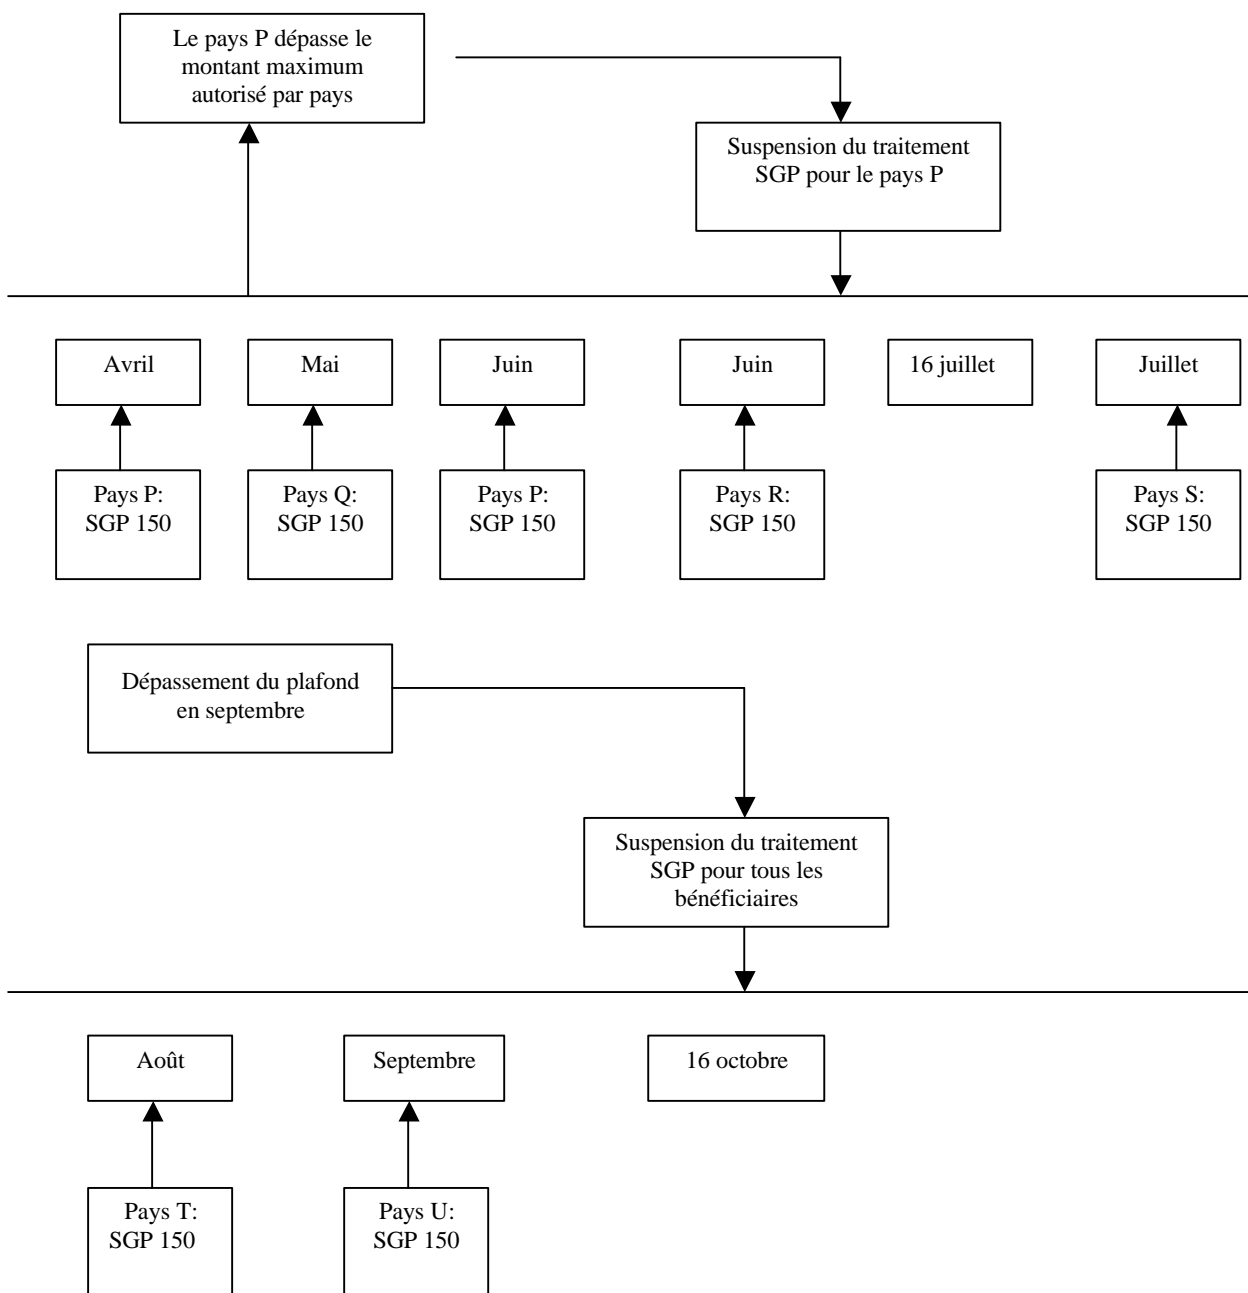 Le pays P dépasse le
montant maximum
autorisé par pays
Suspension du traitement
SGP pour le pays P
Avril
Mai
Juin
Juin
16 juillet
Juillet
Pays P:
SGP 150
Pays Q:
SGP 150
Pays P:
SGP 150
Pays R:
SGP 150
Pays S:
SGP 150
Dépassement du plafond
en septembre
Suspension du traitement
SGP pour tous les
bénéficiaires
Août
Septembre
16 octobre
Pays T:
SGP 150
Pays U:
SGP 150